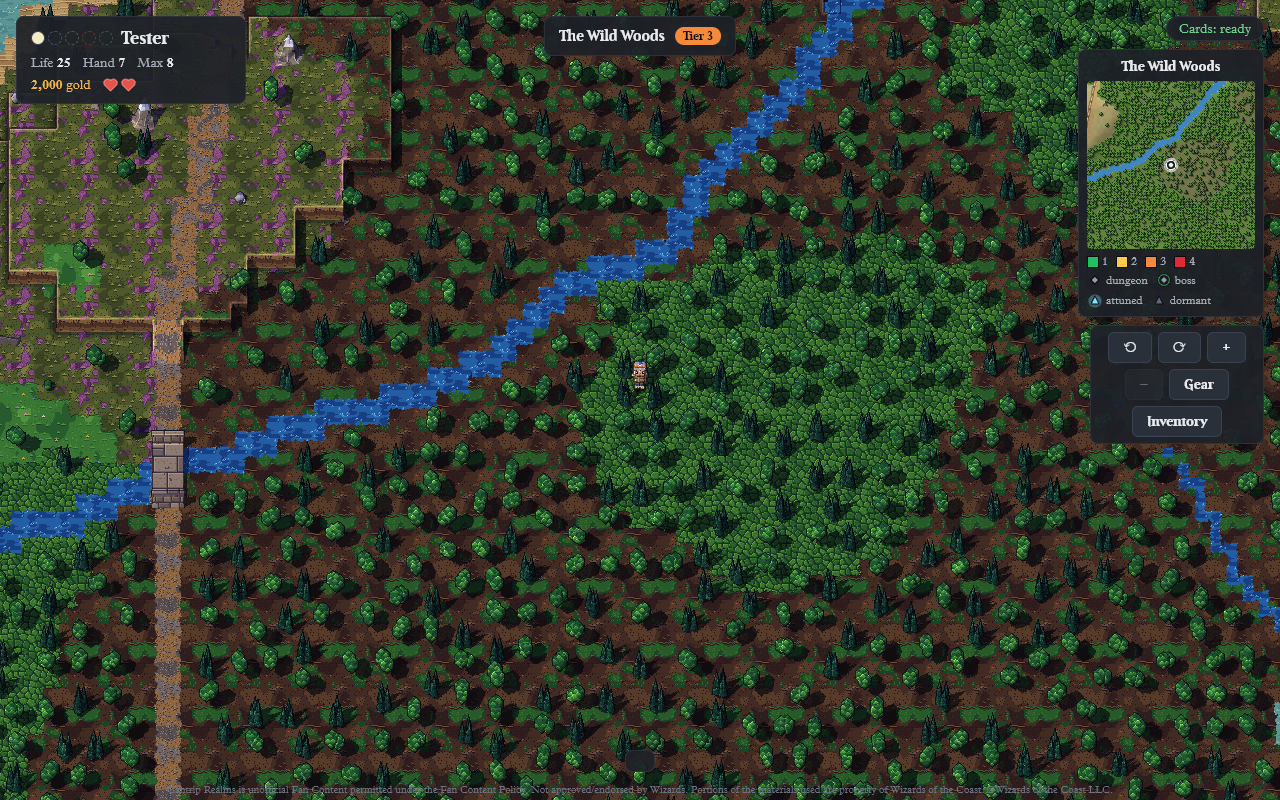 Tester
Life 25 Hand 7 Max 8
2,000 gold
The Wild Woods Tier 3
Cards: ready
The Wild Woods
1 2 3 4
dungeon boss
attuned dormant
+
−
Gear
Inventory
Realms is unofficial Fan Content permitted under the Fan Content Policy. Not approved/endorsed by Wizards. Portions of the materials used are property of Wizards of the Coast. ©Wizards of the Coast LLC.